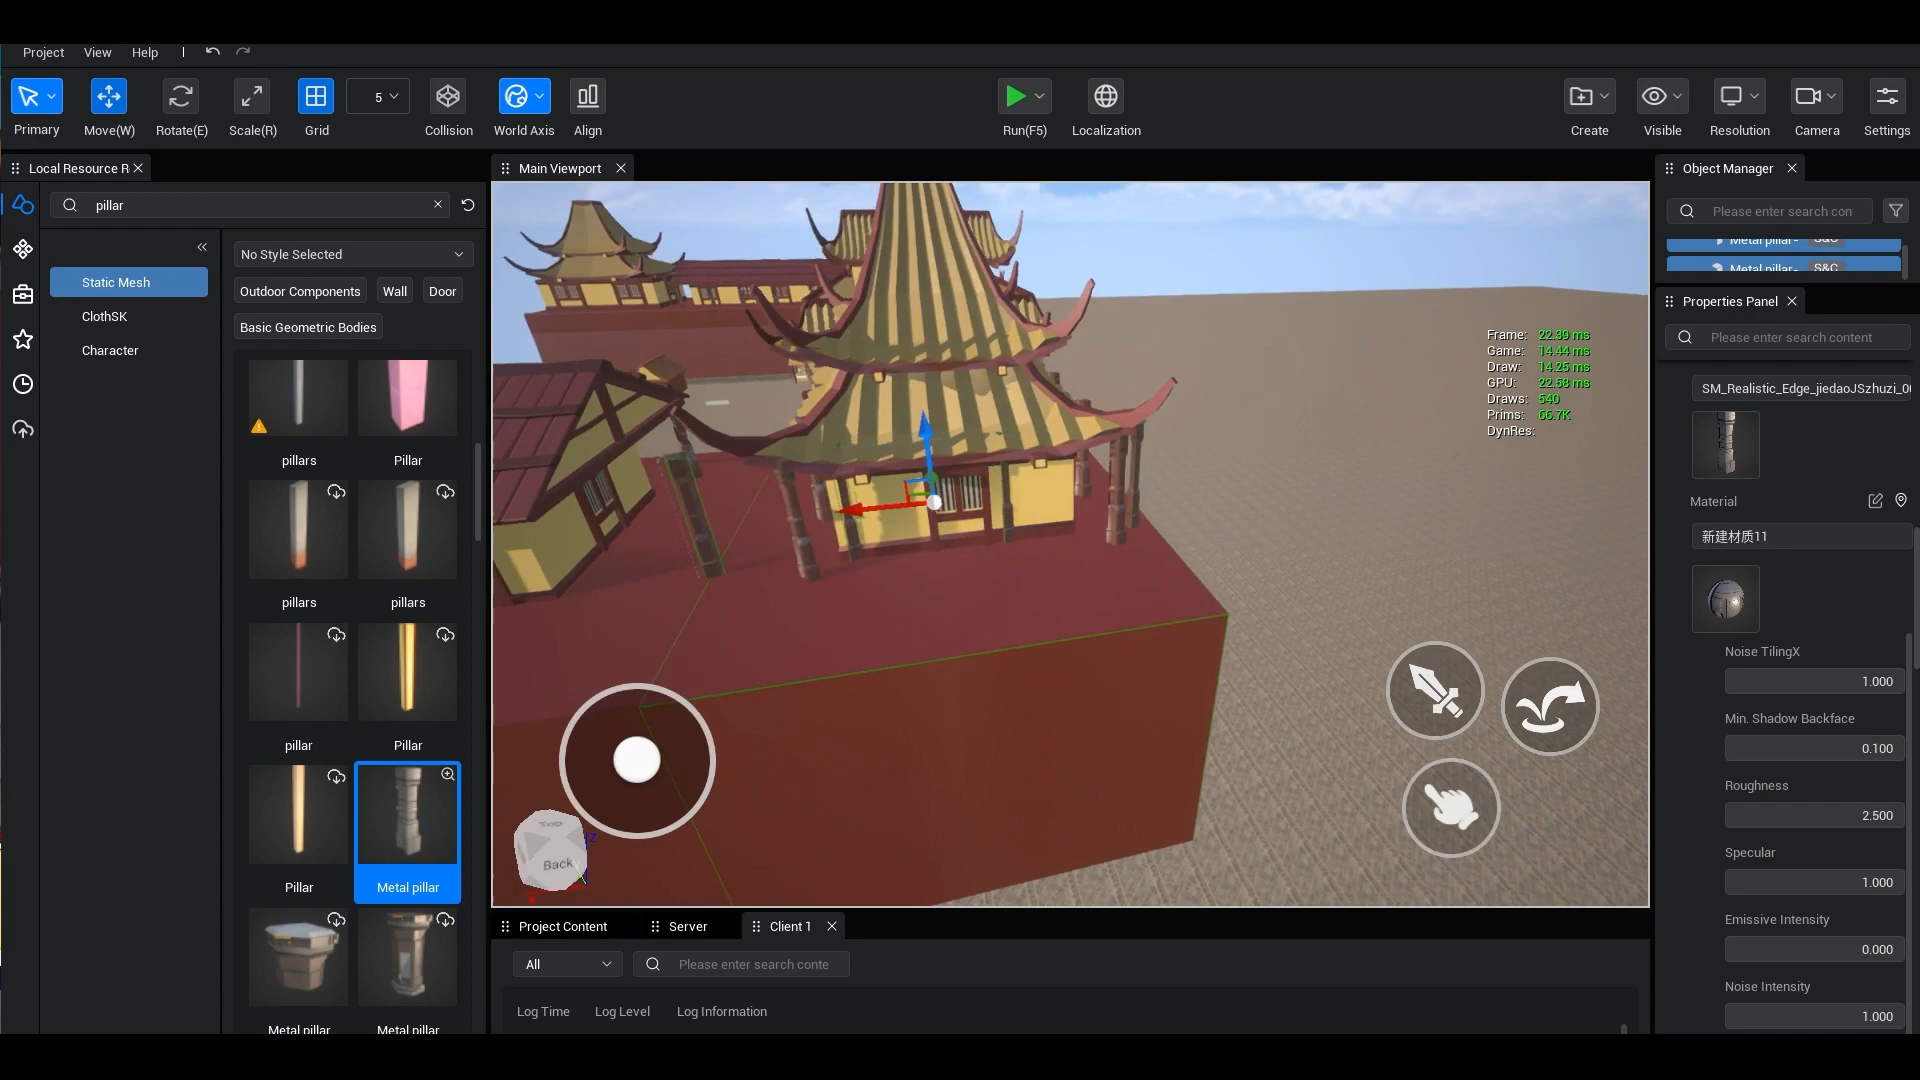 Project View Help
5
Primary Move(W) Rotate(E) Scale(R) Grid Collision World Axis Align Run(F5) Localization Create Visible Resolution Camera Settings
Local Resource R
Main Viewport
Object Manager
pillar
Please enter search con
No Style Selected
Metal pillar- S&C
Metal pillar- S&C
Static Mesh
ClothSK
Character
Outdoor Components Wall Door
Basic Geometric Bodies
pillars Pillar
pillars pillars
pillar Pillar
Pillar Metal pillar
Metal pillar Metal pillar
Frame: 22.39 ms
Game: 14.44 ms
Draw: 14.25 ms
GPU: 22.58 ms
Draws: 540
Prims: 66.7K
DynRes:
Top
Back
Z
Properties Panel
Please enter search content
SM_Realistic_Edge_jiedaoJSzhuzi_0
Material
新建材质11
Noise TilingX
1.000
Min. Shadow Backface
0.100
Roughness
2.500
Specular
1.000
Emissive Intensity
0.000
Noise Intensity
1.000
Project Content Server Client 1
All Please enter search conte
Log Time Log Level Log Information